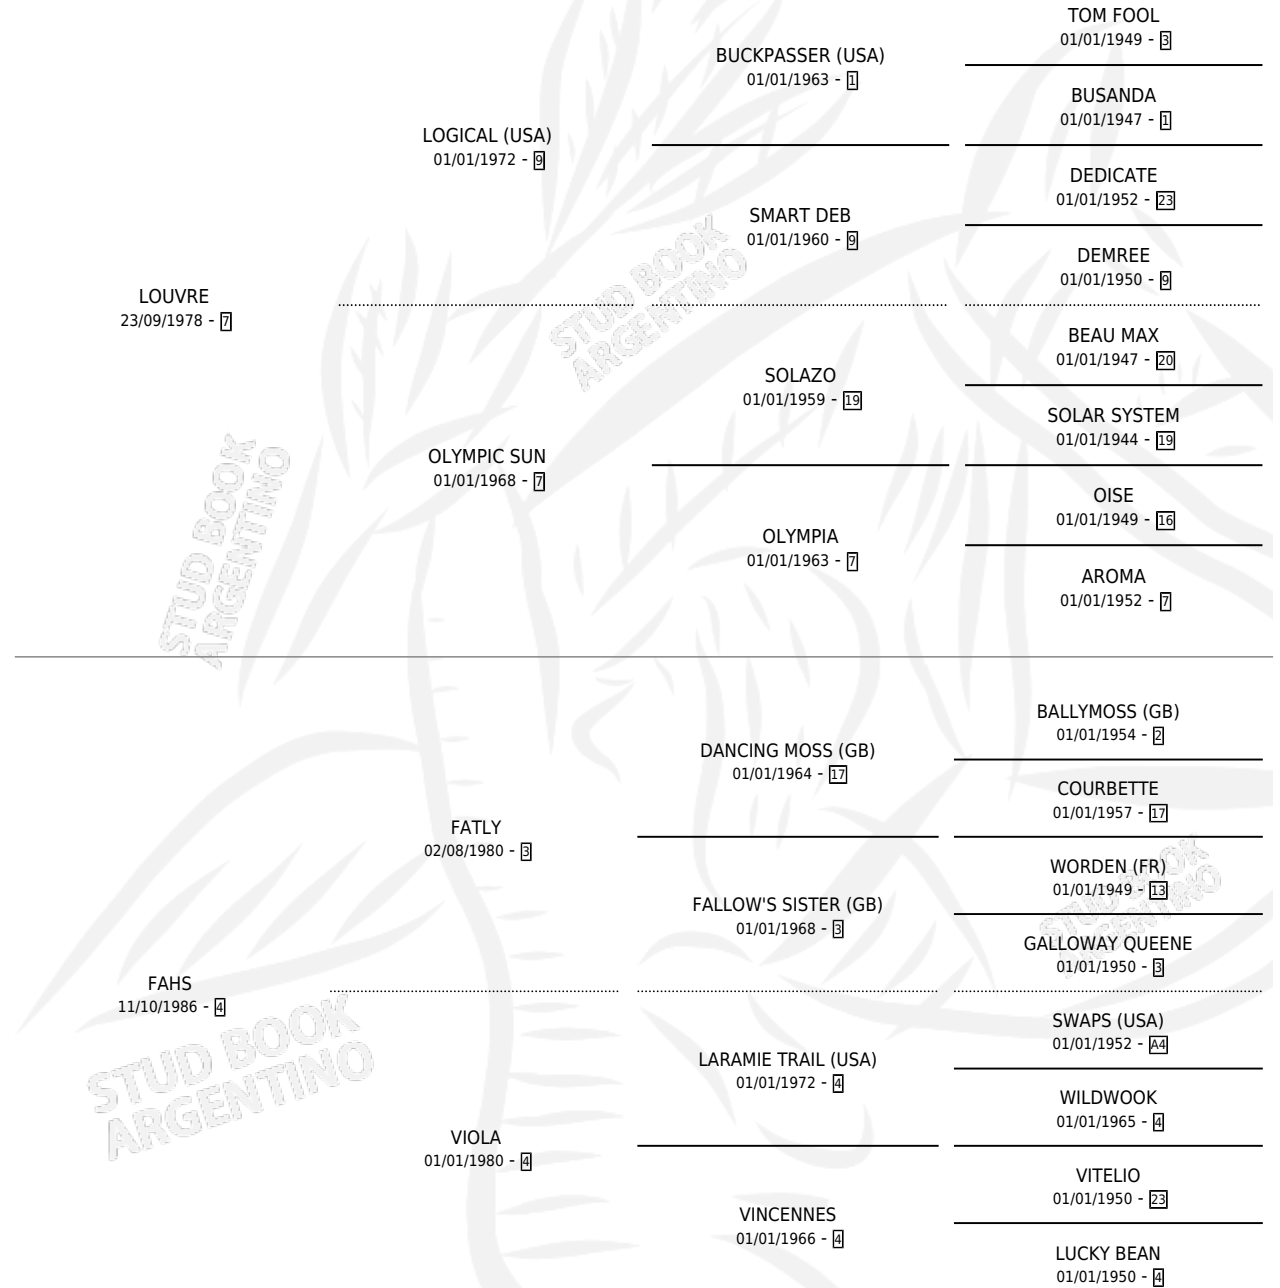 TOM FOOL
01/01/1949 - 3
BUCKPASSER (USA)
01/01/1963 - 1
BUSANDA
01/01/1947 - 1
LOGICAL (USA)
01/01/1972 - 9
DEDICATE
01/01/1952 - 23
SMART DEB
01/01/1960 - 9
DEMREE
01/01/1950 - 9
LOUVRE
23/09/1978 - 7
STUD BOOK
ARGENTINO
BEAU MAX
01/01/1947 - 20
SOLAZO
01/01/1959 - 19
SOLAR SYSTEM
01/01/1944 - 19
OLYMPIC SUN
01/01/1968 - 7
OISE
01/01/1949 - 16
OLYMPIA
01/01/1963 - 7
AROMA
01/01/1952 - 7
STUD BOOK
ARGENTINO
BALLYMOSS (GB)
01/01/1954 - 2
DANCING MOSS (GB)
01/01/1964 - 17
COURBETTE
01/01/1957 - 17
FATLY
02/08/1980 - 3
WORDEN (FR)
01/01/1949 - 13
FALLOW'S SISTER (GB)
01/01/1968 - 3
GALLOWAY QUEENE
01/01/1950 - 3
STUD BOOK
ARGENTINO
FAHS
11/10/1986 - 4
SWAPS (USA)
01/01/1952 - A4
LARAMIE TRAIL (USA)
01/01/1972 - 4
WILDWOOK
01/01/1965 - 4
STUD BOOK
ARGENTINO
VIOLA
01/01/1980 - 4
VITELIO
01/01/1950 - 23
VINCENNES
01/01/1966 - 4
LUCKY BEAN
01/01/1950 - 4